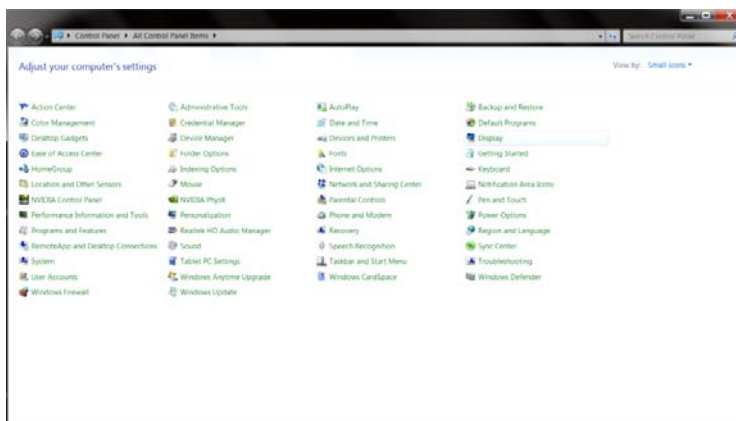 Control Panel All Control Panel Items Search Control Panel
Adjust your computer's settings View by: Small icons
Action Center Administrative Tools AutoPlay Backup and Restore
Color Management Credential Manager Date and Time Default Programs
Desktop Gadgets Device Manager Devices and Printers Display
Ease of Access Center Folder Options Fonts Getting Started
HomeGroup Indexing Options Internet Options Keyboard
Location and Other Sensors Mouse Network and Sharing Center Notification Area Icons
NVIDIA Control Panel NVIDIA PhysX Parental Controls Pen and Touch
Performance Information and Tools Personalization Phone and Modem Power Options
Programs and Features Realtek HD Audio Manager Recovery Region and Language
RemoteApp and Desktop Connections Sound Speech Recognition Sync Center
System Tablet PC Settings Taskbar and Start Menu Troubleshooting
User Accounts Windows Anytime Upgrade Windows CardSpace Windows Defender
Windows Firewall Windows Update